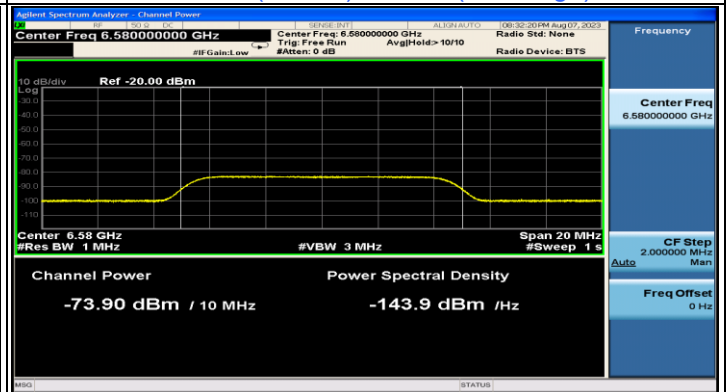 Agilent Spectrum Analyzer - Channel Power
RF 50 Ω DC SENSE:INT ALIGN AUTO 08:32:20 PM Aug 07, 2023
Center Freq 6.580000000 GHz
Center Freq: 6.580000000 GHz
Radio Std: None
Trig: Free Run Avg|Hold:>10/10
#IFGain:Low #Atten: 0 dB Radio Device: BTS
Frequency
10 dB/div Ref -20.00 dBm
Log
-30.0
-40.0
-50.0
-60.0
-70.0
-80.0
-90.0
-100
-110
Center Freq
6.580000000 GHz
Center 6.58 GHz Span 20 MHz
#Res BW 1 MHz #VBW 3 MHz #Sweep 1 s
CF Step
2.000000 MHz
Auto Man
Channel Power Power Spectral Density
-73.90 dBm / 10 MHz -143.9 dBm /Hz
Freq Offset
0 Hz
MSG STATUS